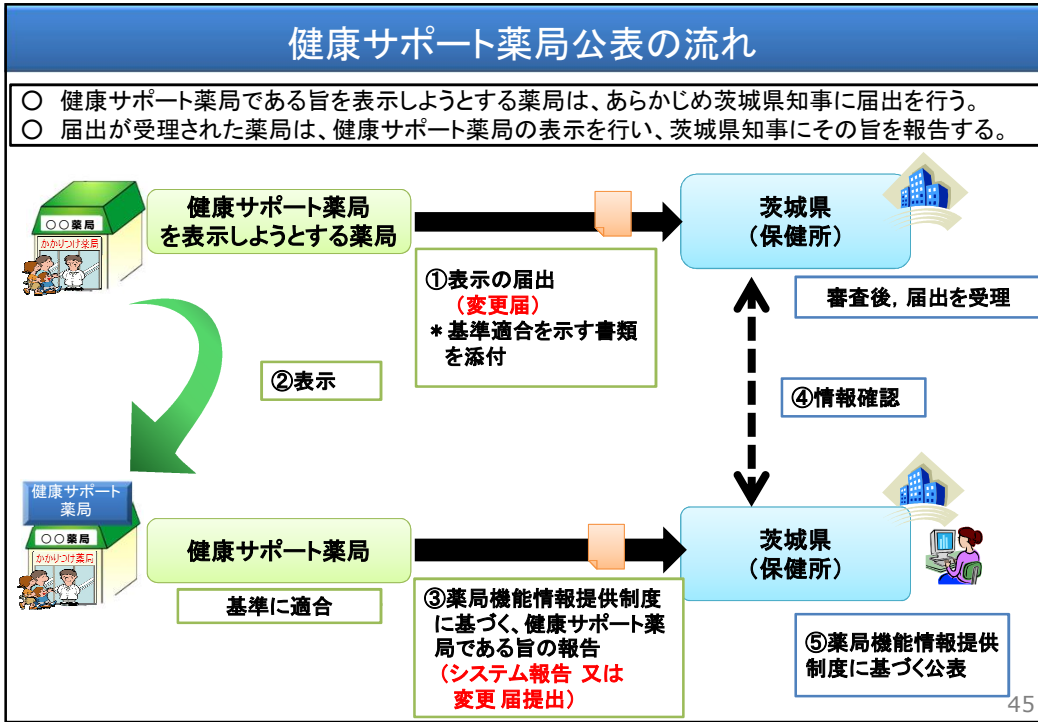 健康サポート薬局公表の流れ
○ 健康サポート薬局である旨を表示しようとする薬局は、あらかじめ茨城県知事に届出を行う。
○ 届出が受理された薬局は、健康サポート薬局の表示を行い、茨城県知事にその旨を報告する。
○○薬局
かかりつけ薬局
健康サポート薬局
を表示しようとする薬局
茨城県
（保健所）
①表示の届出
（変更届）
＊基準適合を示す書類
を添付
審査後，届出を受理
②表示
④情報確認
健康サポート
薬局
○○薬局
かかりつけ薬局
健康サポート薬局
茨城県
（保健所）
基準に適合
③薬局機能情報提供制度
に基づく、健康サポート薬
局である旨の報告
（システム報告 又は
変更 届提出）
⑤薬局機能情報提供
制度に基づく公表
45